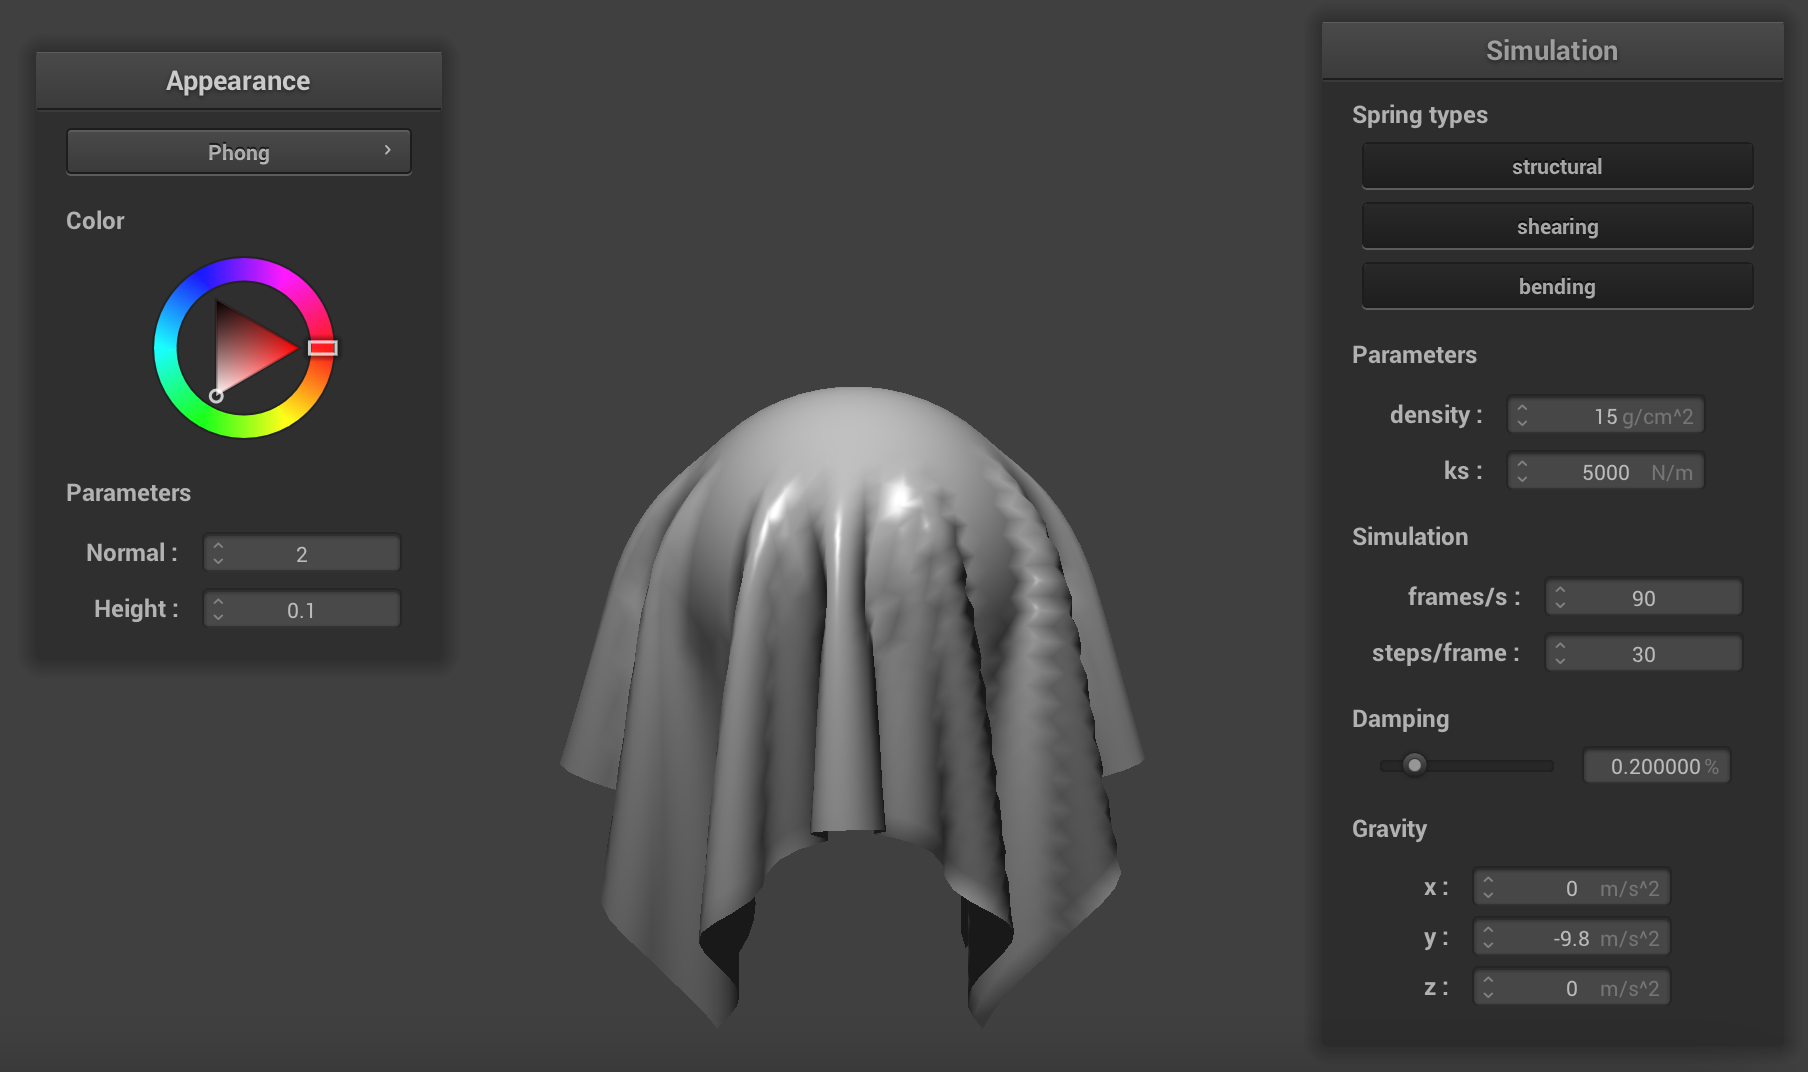 Appearance
Phong
Color
Parameters
Normal : 2
Height : 0.1
Simulation
Spring types
structural
shearing
bending
Parameters
density : 15 g/cm^2
ks : 5000 N/m
Simulation
frames/s : 90
steps/frame : 30
Damping
0.200000 %
Gravity
x : 0 m/s^2
y : -9.8 m/s^2
z : 0 m/s^2